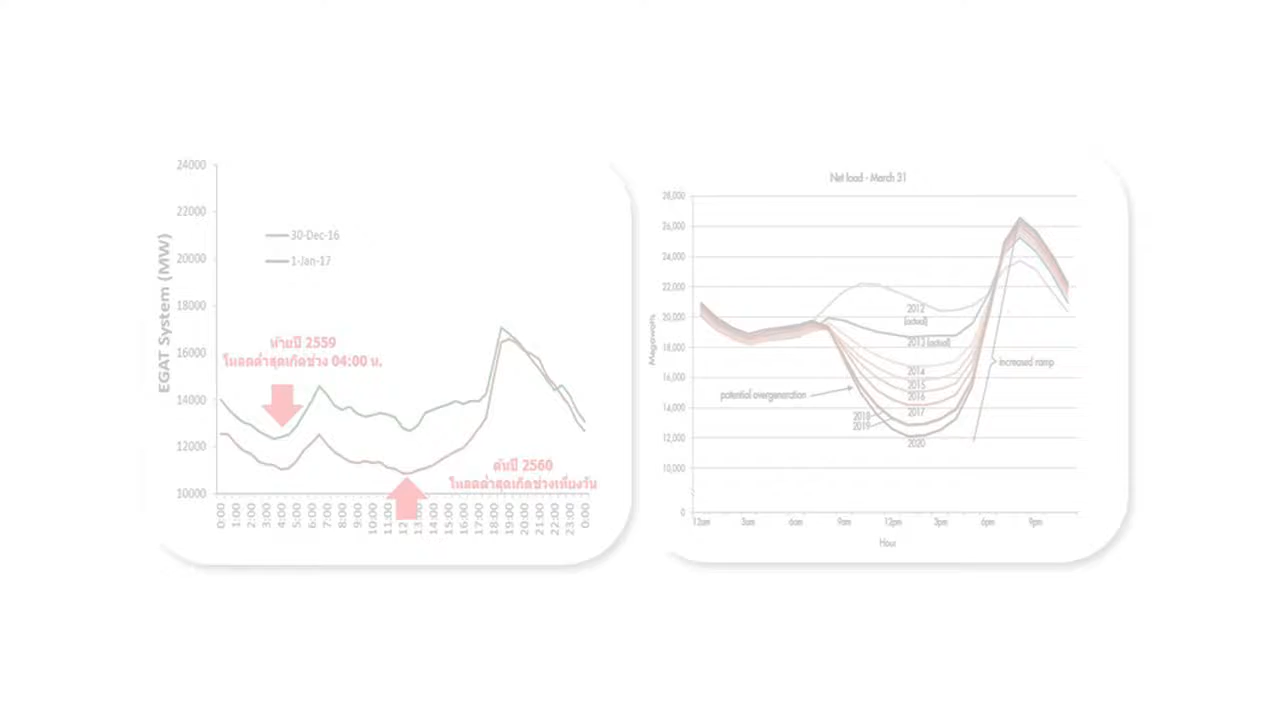 24000
22000
20000
18000
16000
14000
12000
10000
EGAT System (MW)
30-Dec-16
1-Jan-17
ท้ายปี 2559
โหลดต่ำสุดเกิดช่วง 04:00 น.
ต้นปี 2560
โหลดต่ำสุดเกิดช่วงเที่ยงวัน
0:00 1:00 2:00 3:00 4:00 5:00 6:00 7:00 8:00 9:00 10:00 11:00 12 13:00 14:00 15:00 16:00 17:00 18:00 19:00 20:00 21:00 22:00 23:00 0:00
Net load - March 31
28,000
26,000
24,000
22,000
20,000
18,000
16,000
14,000
12,000
10,000
0
Megawatts
2012
(actual)
2013 (actual)
2014
2015
2016
2017
2018
2019
2020
potential overgeneration
increased ramp
12am 3am 6am 9am 12pm 3pm 6pm 9pm
Hour